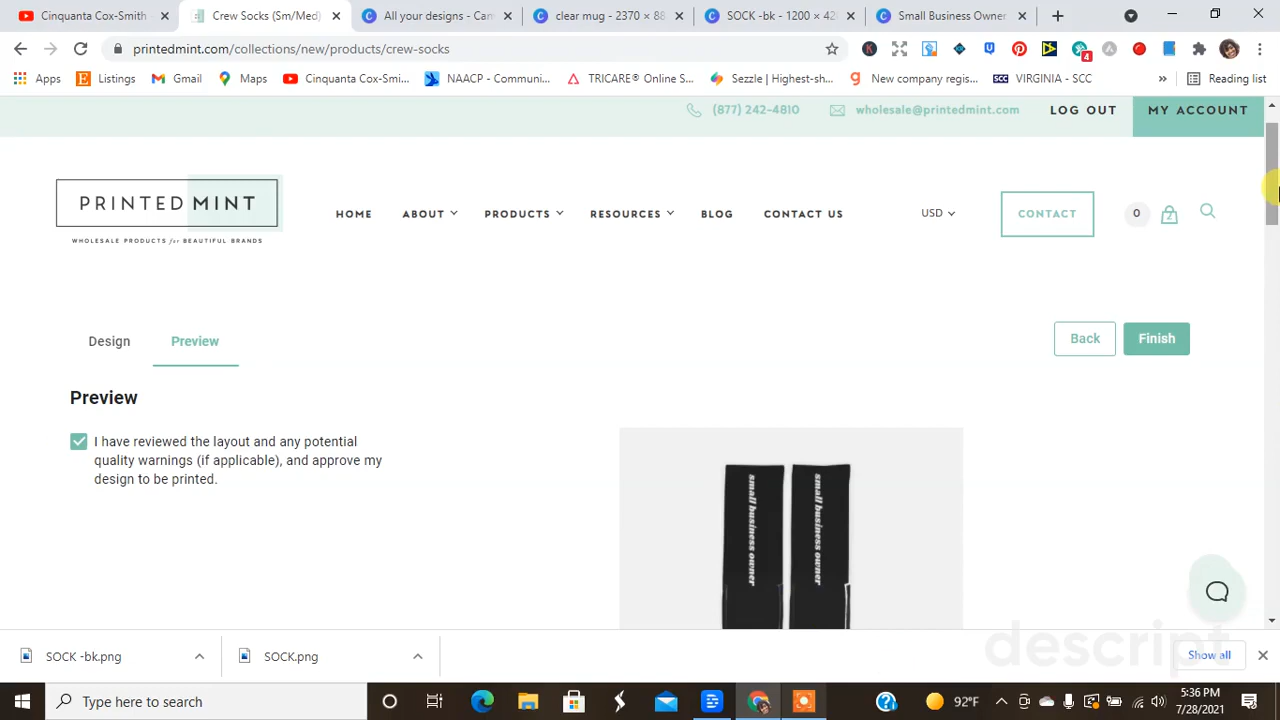 Cinquanta Cox-Smith
Crew Socks (Sm/Med)
All your designs - Can
clear mug - 2370 × 88
SOCK -bk - 1200 × 42
Small Business Owner
printedmint.com/collections/new/products/crew-socks
Apps
Listings
Gmail
Maps
Cinquanta Cox-Smi...
NAACP - Communi...
TRICARE® Online S...
Sezzle | Highest-sh...
New company regis...
SCC
VIRGINIA - SCC
»
Reading list
4
(877) 242-4810
wholesale@printedmint.com
LOG OUT
MY ACCOUNT
PRINTED MINT
WHOLESALE PRODUCTS for BEAUTIFUL BRANDS
HOME
ABOUT
PRODUCTS
RESOURCES
BLOG
CONTACT US
USD
CONTACT
0
2
Design
Preview
Back
Finish
Preview
I have reviewed the layout and any potential
quality warnings (if applicable), and approve my
design to be printed.
small business owner
small business owner
descript
SOCK -bk.png
SOCK.png
Show all
Type here to search
92°F
5:36 PM
7/28/2021